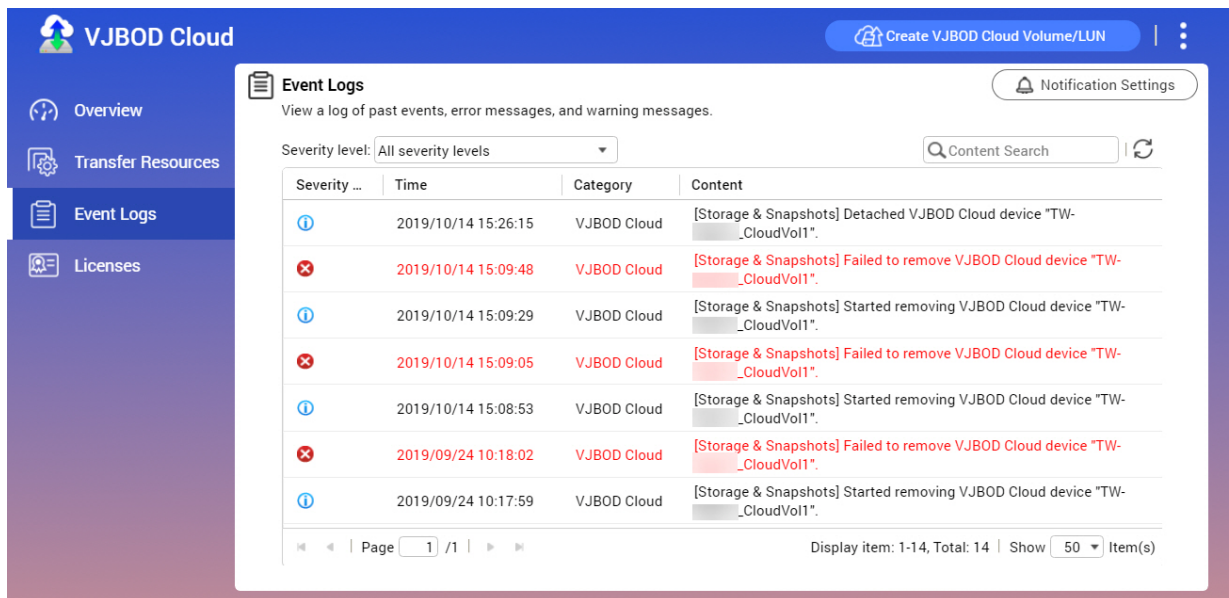 VJBOD Cloud
Create VJBOD Cloud Volume/LUN
Overview
Transfer Resources
Event Logs
Licenses
Event Logs
Notification Settings
View a log of past events, error messages, and warning messages.
Severity level: All severity levels
Content Search
Severity ... Time Category Content
2019/10/14 15:26:15 VJBOD Cloud [Storage & Snapshots] Detached VJBOD Cloud device "TW-
_CloudVol1".
2019/10/14 15:09:48 VJBOD Cloud [Storage & Snapshots] Failed to remove VJBOD Cloud device "TW-
_CloudVol1".
2019/10/14 15:09:29 VJBOD Cloud [Storage & Snapshots] Started removing VJBOD Cloud device "TW-
_CloudVol1".
2019/10/14 15:09:05 VJBOD Cloud [Storage & Snapshots] Failed to remove VJBOD Cloud device "TW-
_CloudVol1".
2019/10/14 15:08:53 VJBOD Cloud [Storage & Snapshots] Started removing VJBOD Cloud device "TW-
_CloudVol1".
2019/09/24 10:18:02 VJBOD Cloud [Storage & Snapshots] Failed to remove VJBOD Cloud device "TW-
_CloudVol1".
2019/09/24 10:17:59 VJBOD Cloud [Storage & Snapshots] Started removing VJBOD Cloud device "TW-
_CloudVol1".
Page 1 /1 Display item: 1-14, Total: 14 Show 50 Item(s)